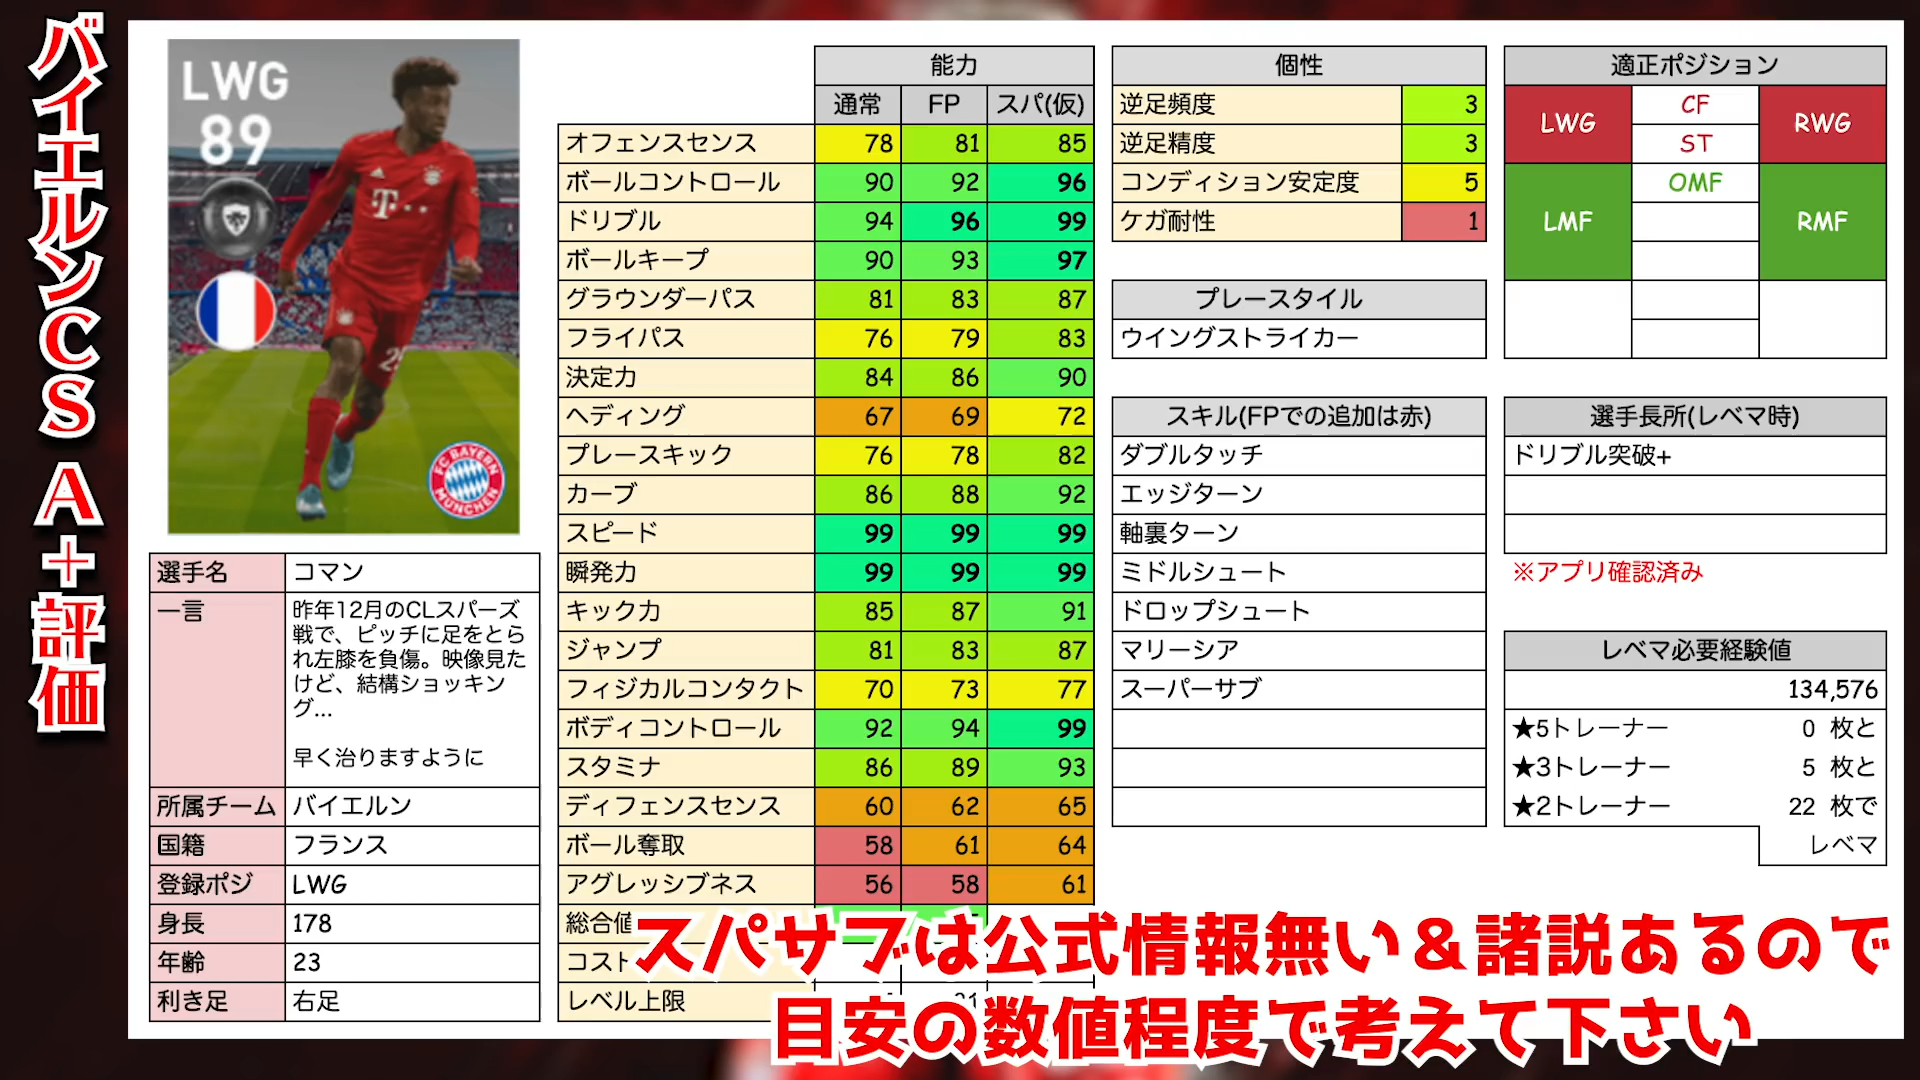 バイエルンCS A+評価
LWG
89
FC BAYERN
MÜNCHEN
選手名 コマン
一言 昨年12月のCLスパーズ
戦で、ピッチに足をとら
れ左膝を負傷。映像見た
けど、結構ショッキン
グ…
早く治りますように
所属チーム バイエルン
国籍 フランス
登録ポジ LWG
身長 178
年齢 23
利き足 右足
能力
通常 FP スパ(仮)
オフェンスセンス 78 81 85
ボールコントロール 90 92 96
ドリブル 94 96 99
ボールキープ 90 93 97
グラウンダーパス 81 83 87
フライパス 76 79 83
決定力 84 86 90
ヘディング 67 69 72
プレースキック 76 78 82
カーブ 86 88 92
スピード 99 99 99
瞬発力 99 99 99
キック力 85 87 91
ジャンプ 81 83 87
フィジカルコンタクト 70 73 77
ボディコントロール 92 94 99
スタミナ 86 89 93
ディフェンスセンス 60 62 65
ボール奪取 58 61 64
アグレッシブネス 56 58 61
総合値
コスト
レベル上限
個性
逆足頻度 3
逆足精度 3
コンディション安定度 5
ケガ耐性 1
プレースタイル
ウイングストライカー
スキル(FPでの追加は赤)
ダブルタッチ
エッジターン
軸裏ターン
ミドルシュート
ドロップシュート
マリーシア
スーパーサブ
適正ポジション
LWG CF RWG
ST
LMF OMF RMF
選手長所(レベマ時)
ドリブル突破+
※アプリ確認済み
レベマ必要経験値
134,576
★5トレーナー 0 枚と
★3トレーナー 5 枚と
★2トレーナー 22 枚で
レベマ
スパサブは公式情報無い＆諸説あるので
目安の数値程度で考えて下さい